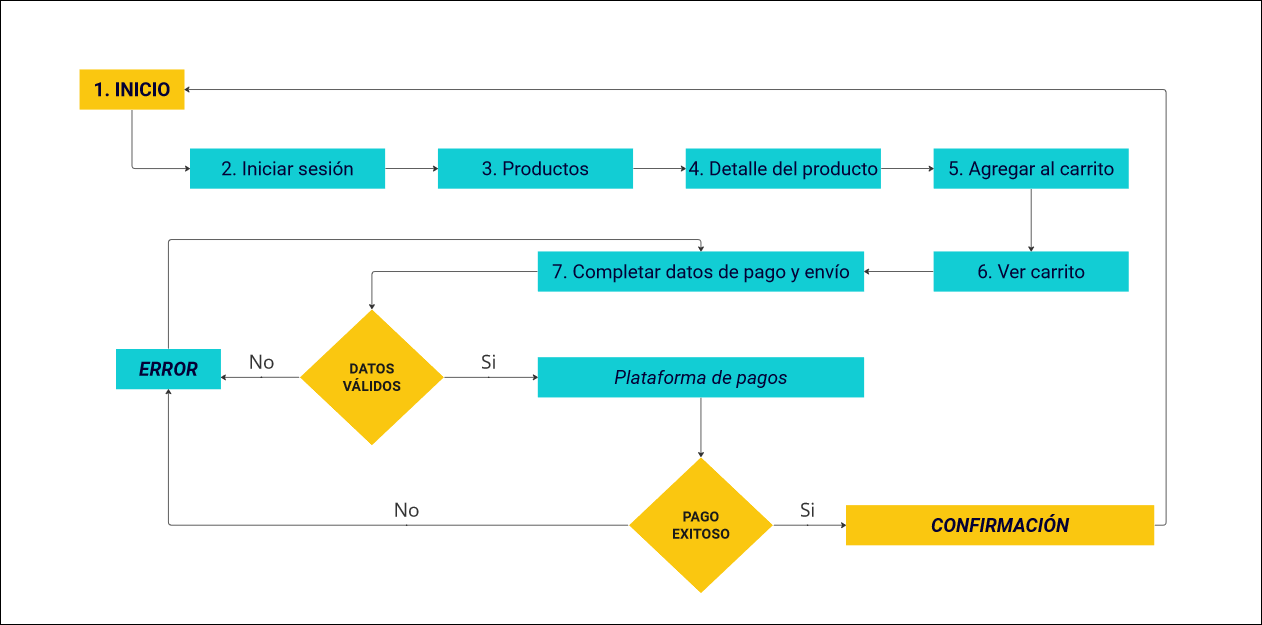 1. INICIO
2. Iniciar sesión
3. Productos
4. Detalle del producto
5. Agregar al carrito
7. Completar datos de pago y envío
6. Ver carrito
ERROR
No
DATOS
VÁLIDOS
Si
Plataforma de pagos
No
PAGO
EXITOSO
Si
CONFIRMACIÓN